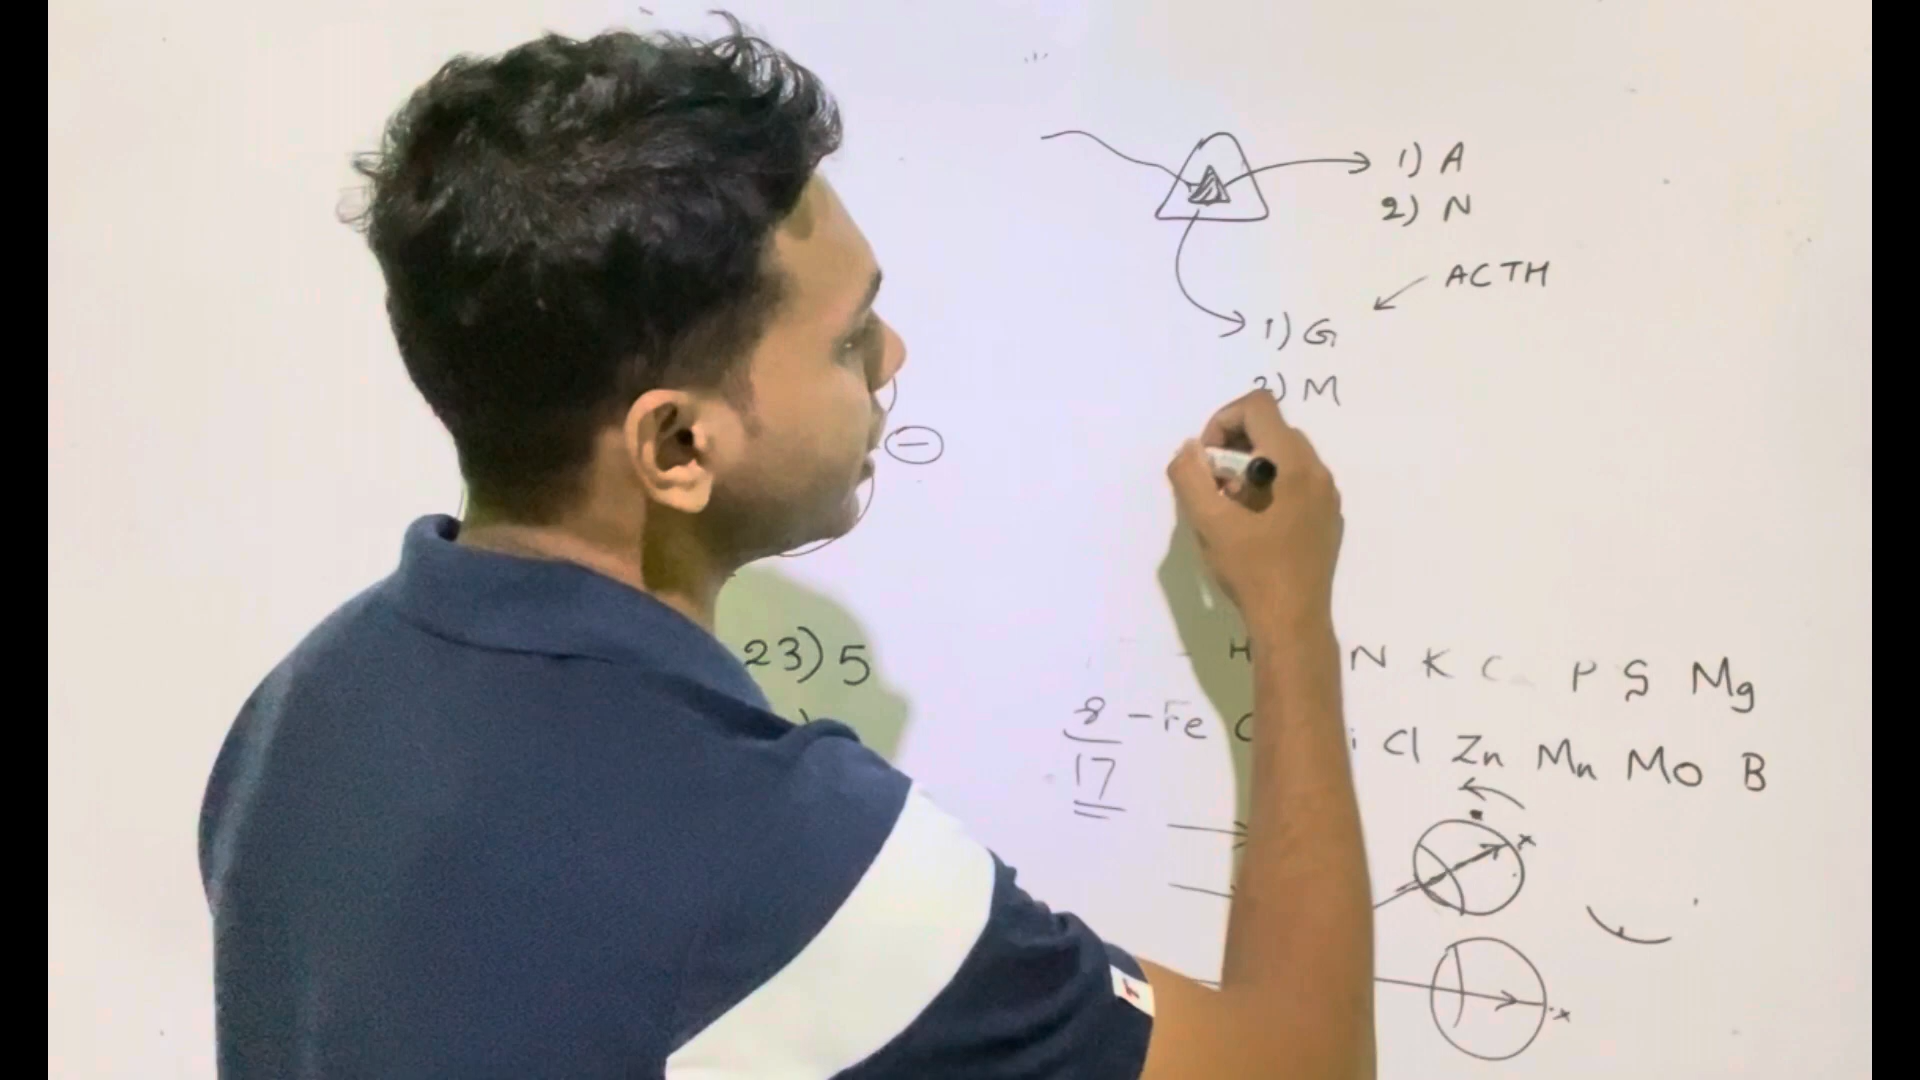 1) A
2) N
ACTH
1) G
2) M
23) 5
H N K C P S Mg
8 - Fe C i Cl Zn Mn Mo B
17